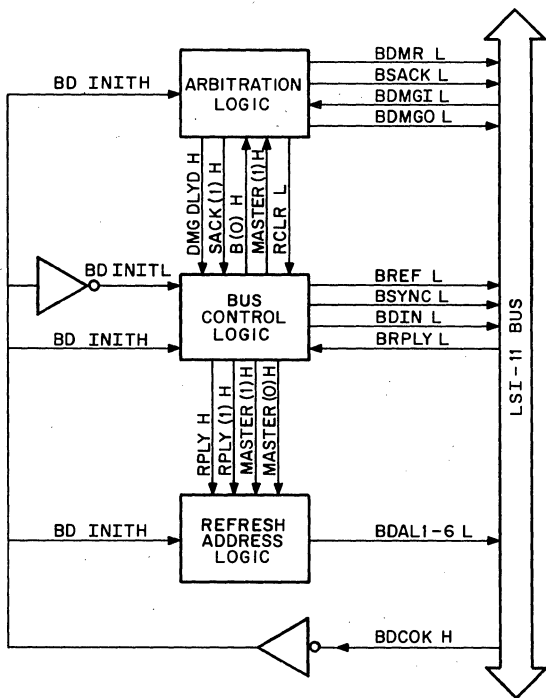 BD INITH
ARBITRATION
LOGIC
BDMR L
BSACK L
BDMGI L
BDMGO L
DMG DLYD H
SACK (1) H
B(0) H
MASTER (1) H
RCLR L
BD INITL
BD INITH
BUS
CONTROL
LOGIC
BREF L
BSYNC L
BDIN L
BRPLY L
LSI-11 BUS
RPLY H
RPLY (1) H
MASTER (1) H
MASTER (0) H
BD INITH
REFRESH
ADDRESS
LOGIC
BDAL1-6 L
BDCOK H